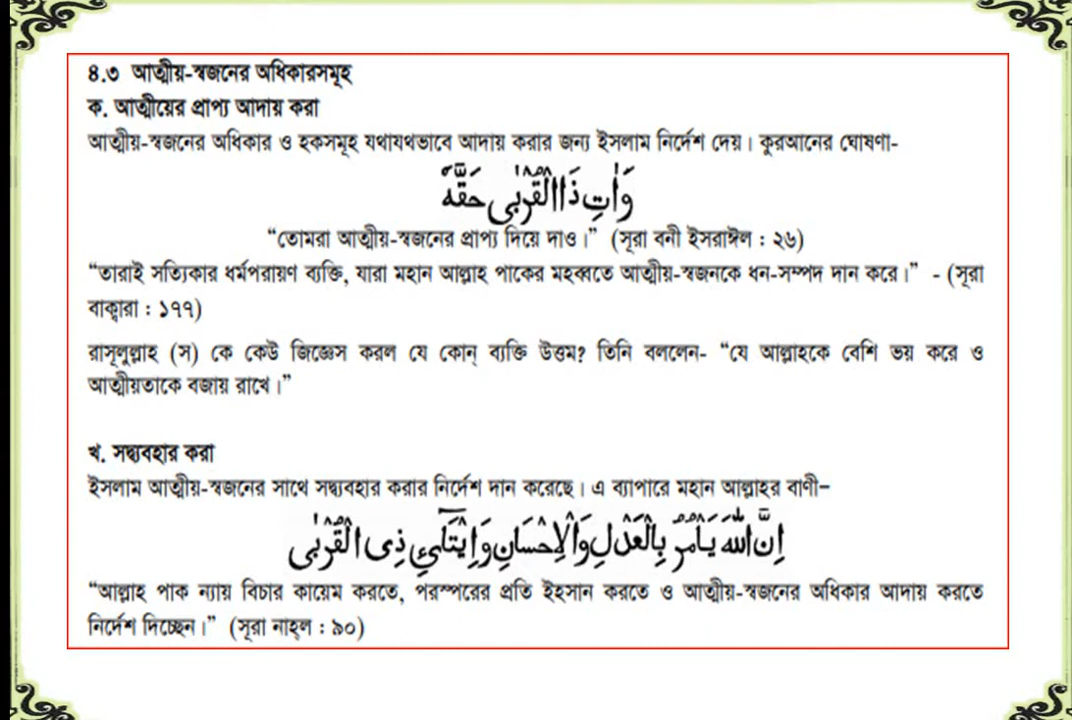 ৪.৩ আত্মীয়-স্বজনের অধিকারসমূহ
ক. আত্মীয়ের প্রাপ্য আদায় করা
আত্মীয়-স্বজনের অধিকার ও হকসমূহ যথাযথভাবে আদায় করার জন্য ইসলাম নির্দেশ দেয়। কুরআনের ঘোষণা-
وَاٰتِ ذَا الْقُرْبٰى حَقَّهٗ
“তোমরা আত্মীয়-স্বজনের প্রাপ্য দিয়ে দাও।” (সূরা বনী ইসরাঈল : ২৬)
“তারাই সত্যিকার ধর্মপরায়ণ ব্যক্তি, যারা মহান আল্লাহ পাকের মহব্বতে আত্মীয়-স্বজনকে ধন-সম্পদ দান করে।” - (সূরা
বাক্বারা : ১৭৭)
রাসূলুল্লাহ (স) কে কেউ জিজ্ঞেস করল যে কোন্ ব্যক্তি উত্তম? তিনি বললেন- “যে আল্লাহকে বেশি ভয় করে ও
আত্মীয়তাকে বজায় রাখে।”
খ. সদ্ব্যবহার করা
ইসলাম আত্মীয়-স্বজনের সাথে সদ্ব্যবহার করার নির্দেশ দান করেছে। এ ব্যাপারে মহান আল্লাহর বাণী–
اِنَّ اللّٰهَ يَأْمُرُ بِالْعَدْلِ وَالْاِحْسَانِ وَاِيْتَآئِ ذِى الْقُرْبٰى
“আল্লাহ পাক ন্যায় বিচার কায়েম করতে, পরস্পরের প্রতি ইহসান করতে ও আত্মীয়-স্বজনের অধিকার আদায় করতে
নির্দেশ দিচ্ছেন।” (সূরা নাহ্‌ল : ৯০)